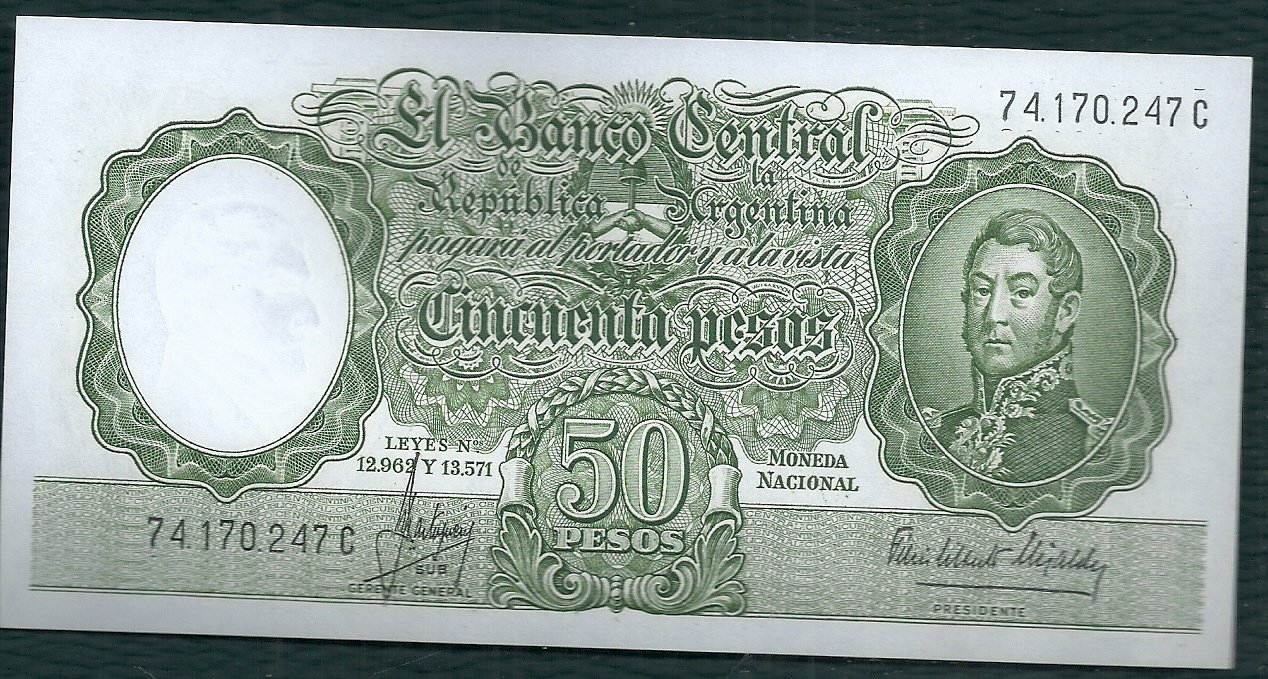 74.170.247 C
El Banco Central
de la
República Argentina
pagará al portador y a la vista
Cincuenta pesos
LEYES Nos
12.962 Y 13.571
MONEDA
NACIONAL
50
PESOS
74.170.247 C
SUB
GERENTE GENERAL
PRESIDENTE